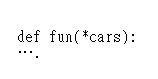 def fun(*cars):
....